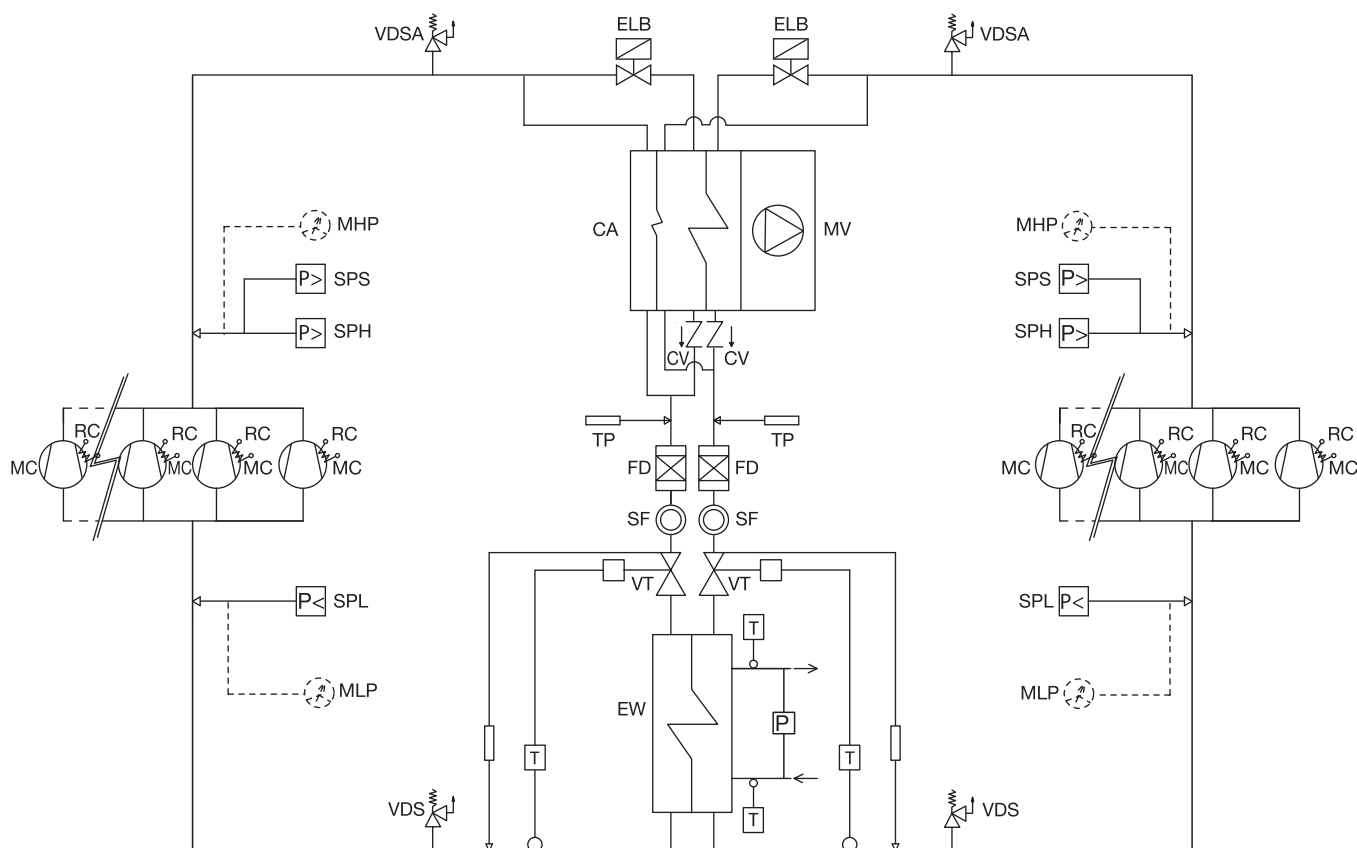 ELB ELB
VDSA VDSA
MHP CA MV MHP
P> SPS SPS P>
P> SPH SPH P>
CV CV
TP TP
RC RC RC RC RC RC RC RC
MC MC MC MC MC MC MC MC
FD FD
SF SF
VT VT
P< SPL SPL P<
T
MLP MLP
EW P
T T
VDS T VDS